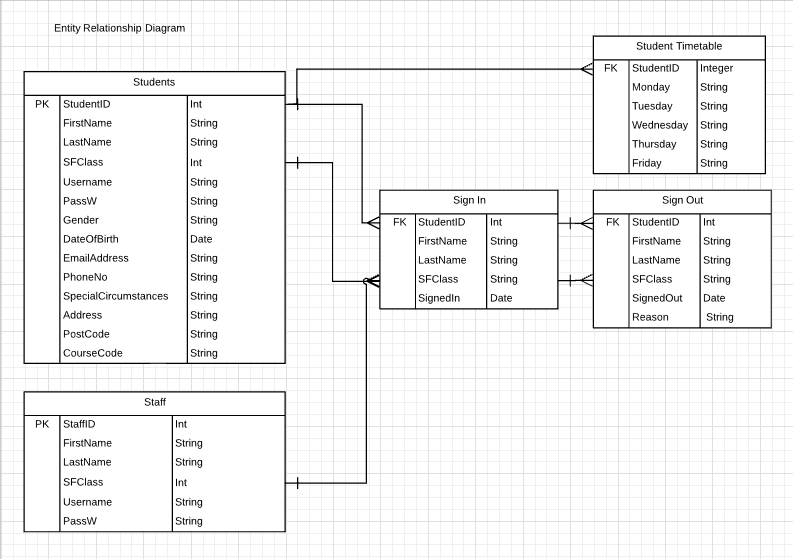 Entity Relationship Diagram
Students
PK StudentID Int
FirstName String
LastName String
SFClass Int
Username String
PassW String
Gender String
DateOfBirth Date
EmailAddress String
PhoneNo String
SpecialCircumstances String
Address String
PostCode String
CourseCode String
Staff
PK StaffID Int
FirstName String
LastName String
SFClass Int
Username String
PassW String
Sign In
FK StudentID Int
FirstName String
LastName String
SFClass String
SignedIn Date
Student Timetable
FK StudentID Integer
Monday String
Tuesday String
Wednesday String
Thursday String
Friday String
Sign Out
FK StudentID Int
FirstName String
LastName String
SFClass String
SignedOut Date
Reason String